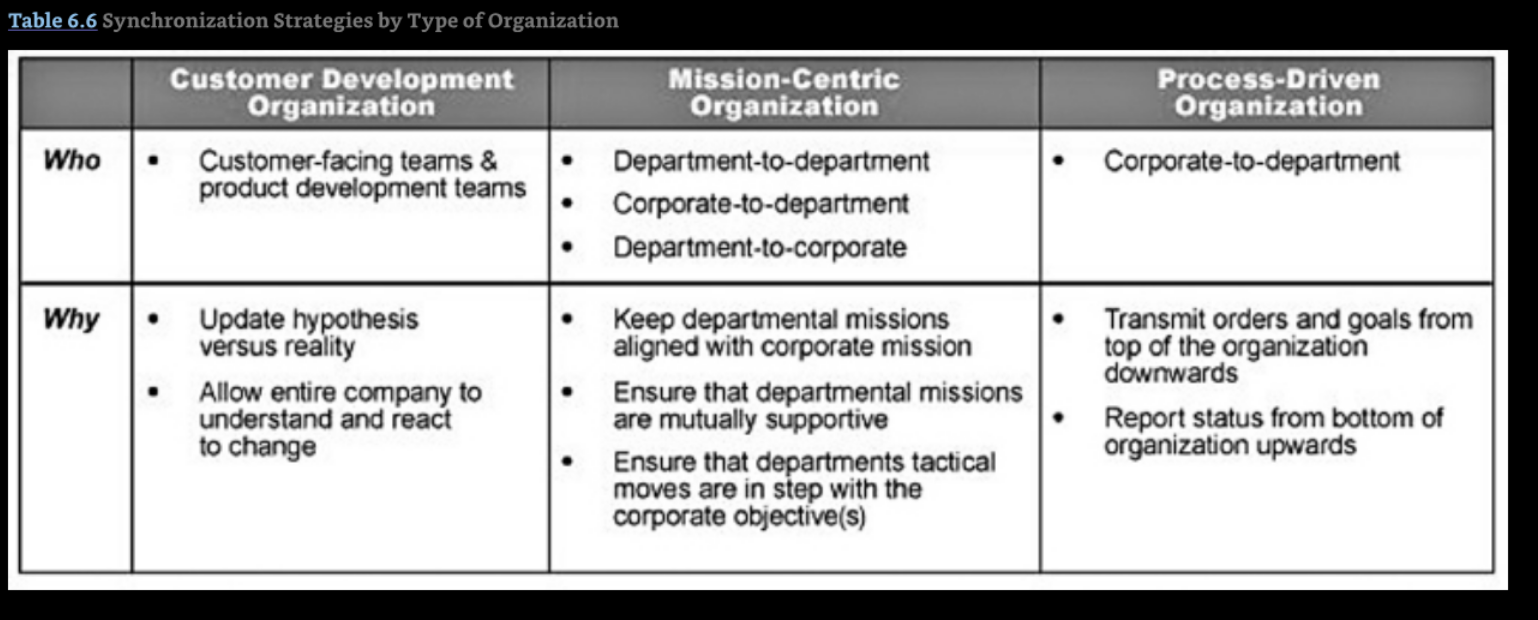 Table 6.6 Synchronization Strategies by Type of Organization
Customer Development
Organization
Mission-Centric
Organization
Process-Driven
Organization
Who
• Customer-facing teams &
product development teams
• Department-to-department
• Corporate-to-department
• Department-to-corporate
• Corporate-to-department
Why
• Update hypothesis
versus reality
• Allow entire company to
understand and react
to change
• Keep departmental missions
aligned with corporate mission
• Ensure that departmental missions
are mutually supportive
• Ensure that departments tactical
moves are in step with the
corporate objective(s)
• Transmit orders and goals from
top of the organization
downwards
• Report status from bottom of
organization upwards